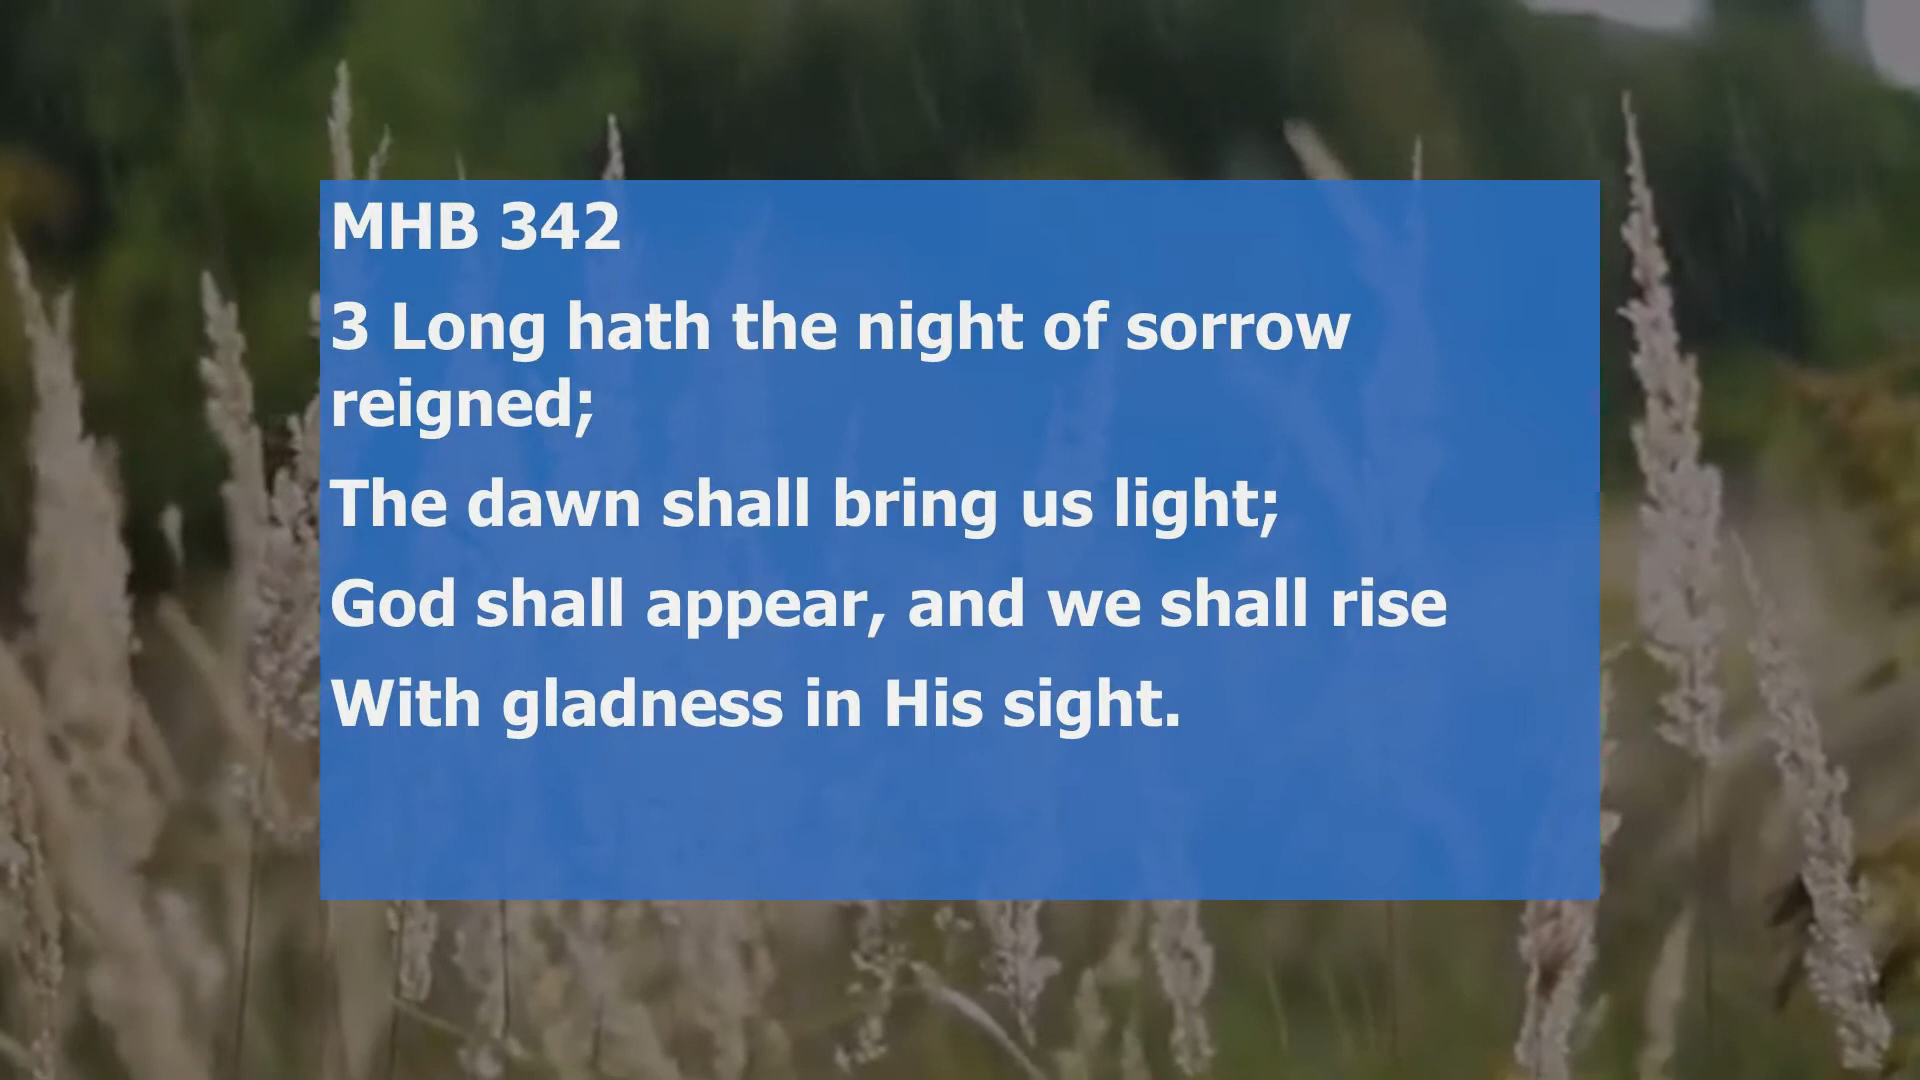 MHB 342
3 Long hath the night of sorrow
reigned;
The dawn shall bring us light;
God shall appear, and we shall rise
With gladness in His sight.